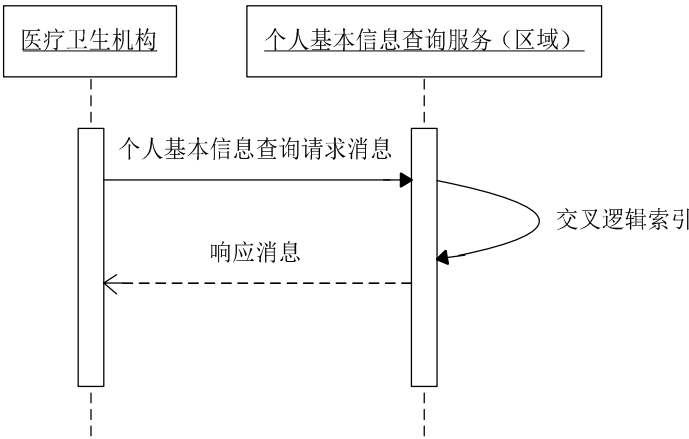 医疗卫生机构
个人基本信息查询服务（区域）
个人基本信息查询请求消息
交叉逻辑索引
响应消息